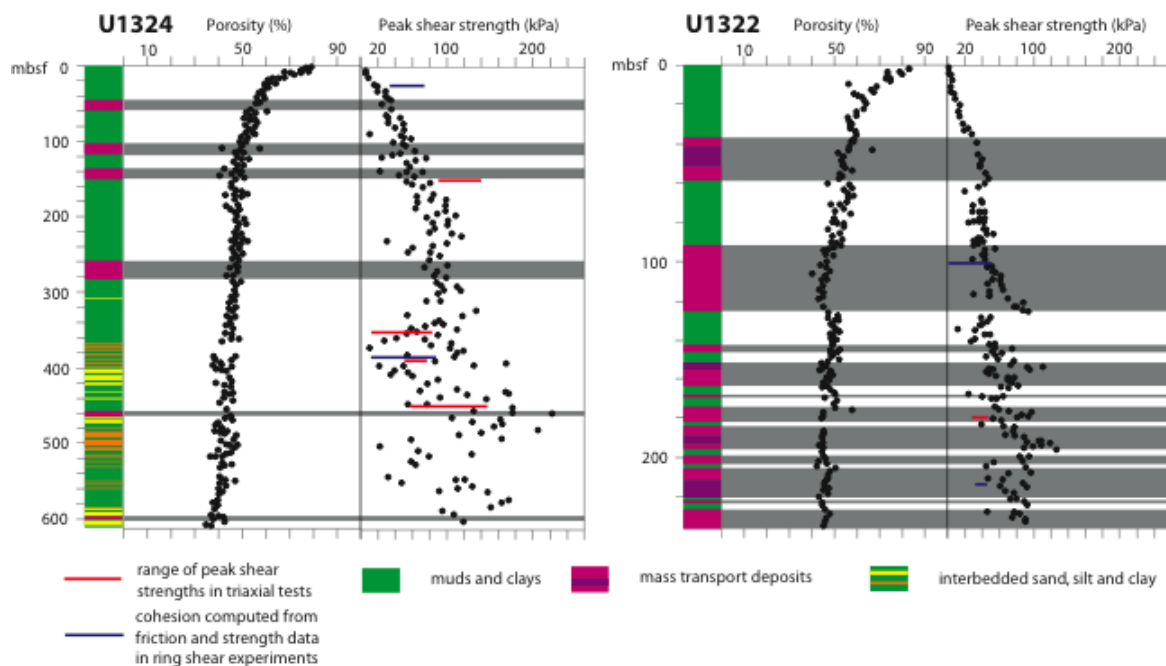 U1324 Porosity (%) Peak shear strength (kPa) U1322 Porosity (%) Peak shear strength (kPa)
10 50 90 20 100 200 10 50 90 20 100 200
mbsf 0 mbsf 0
100
200
300
400
500
600
100
200
range of peak shear
strengths in triaxial tests
muds and clays
mass transport deposits
interbedded sand, silt and clay
cohesion computed from
friction and strength data
in ring shear experiments